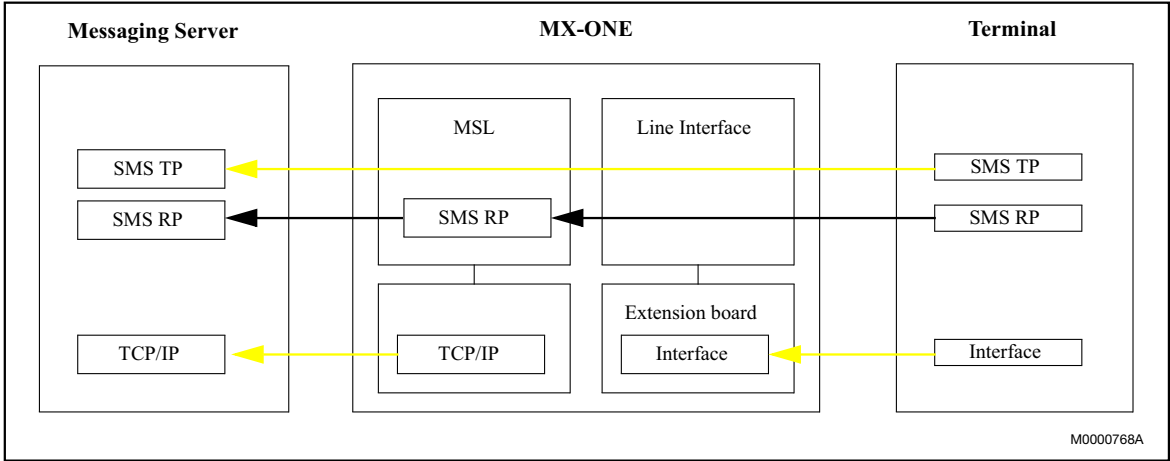 Messaging Server
MX-ONE
Terminal
MSL
Line Interface
SMS TP
SMS TP
SMS RP
SMS RP
SMS RP
Extension board
TCP/IP
TCP/IP
Interface
Interface
M0000768A